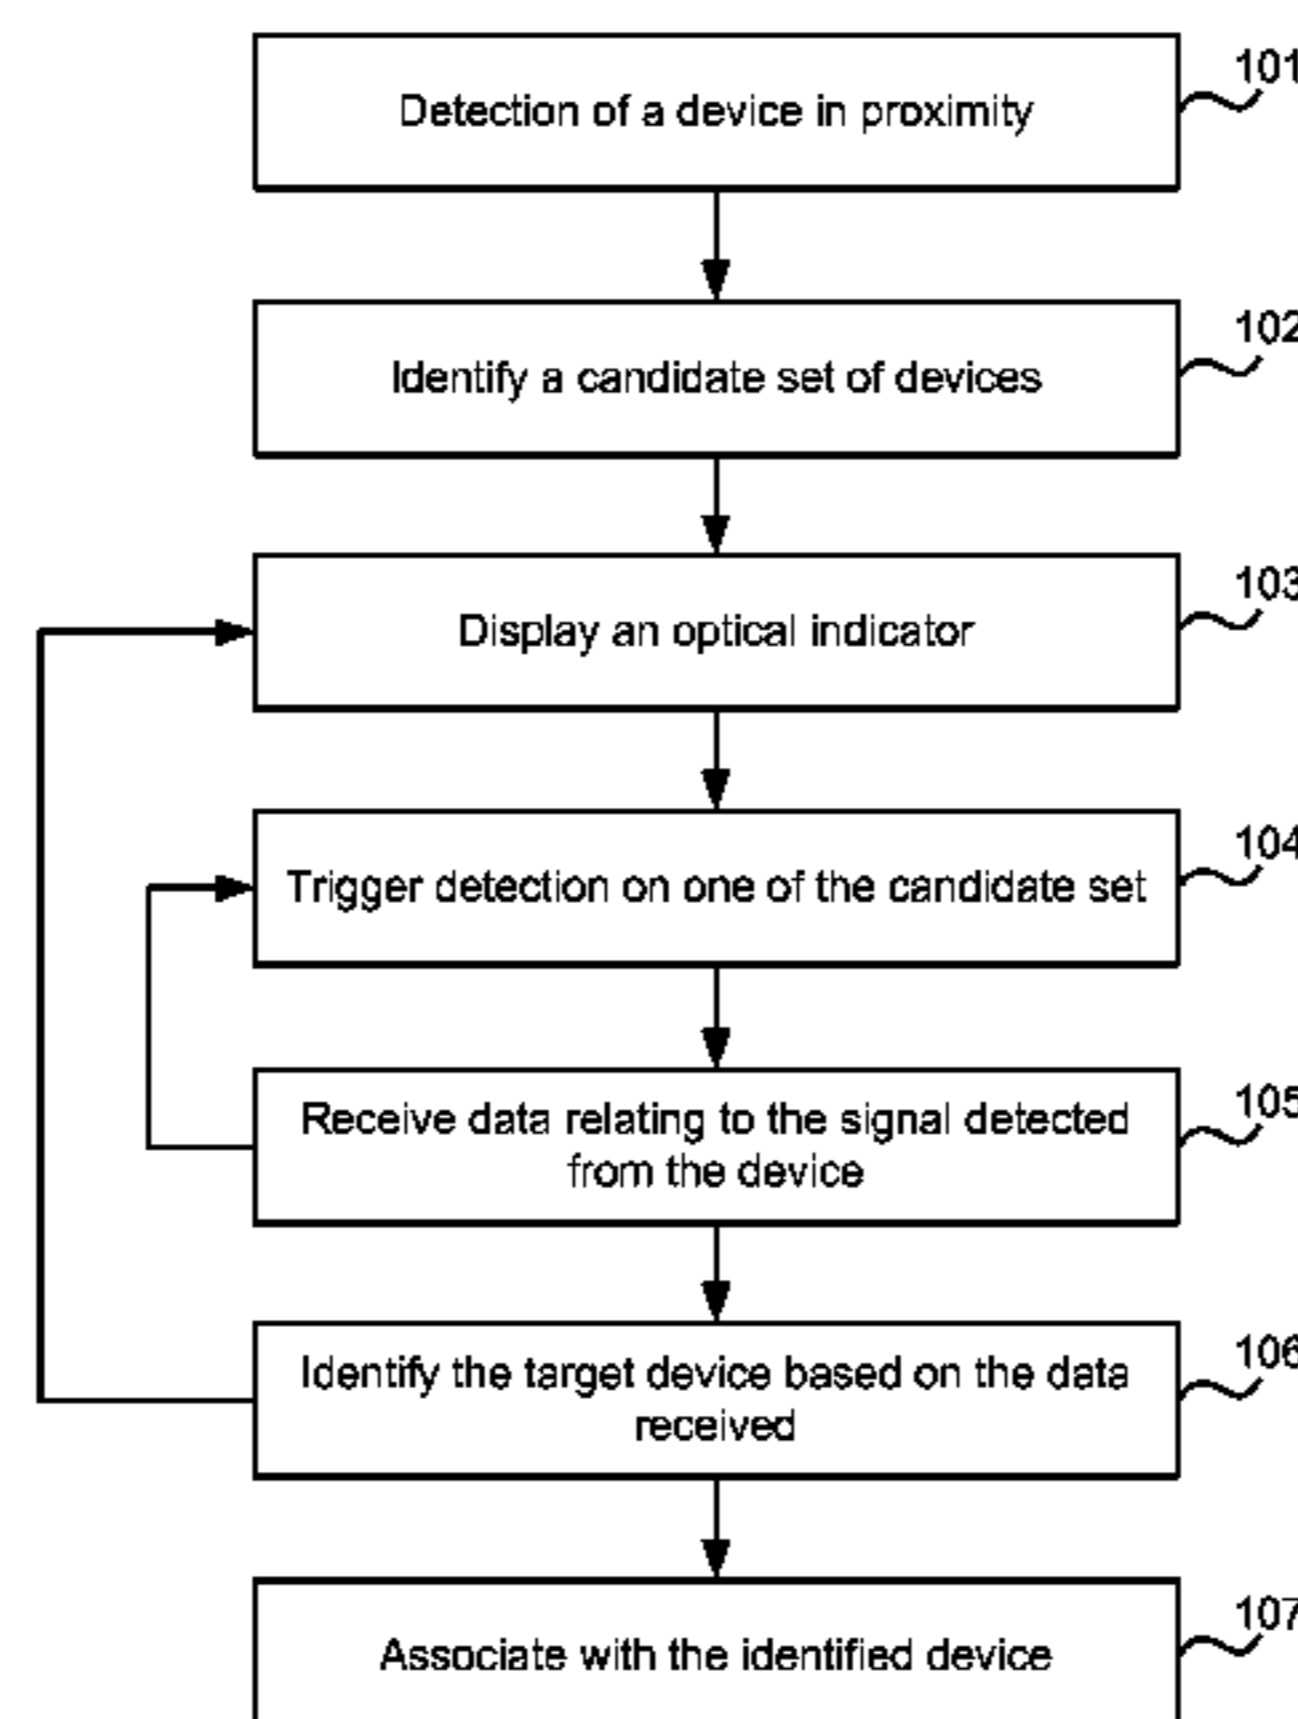 101
Detection of a device in proximity
102
Identify a candidate set of devices
103
Display an optical indicator
104
Trigger detection on one of the candidate set
105
Receive data relating to the signal detected
from the device
106
Identify the target device based on the data
received
107
Associate with the identified device